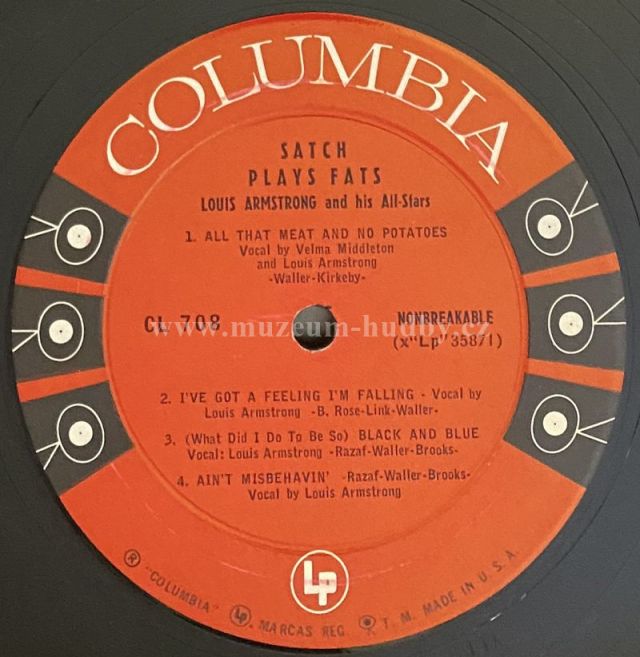 COLUMBIA
SATCH
PLAYS FATS
LOUIS ARMSTRONG and his All-Stars
1. ALL THAT MEAT AND NO POTATOES
Vocal by Velma Middleton
and Louis Armstrong
-Waller-Kirkeby-
CL 708
NONBREAKABLE
(x"Lp"35871)
www.muzeum-hudby.cz
2. I'VE GOT A FEELING I'M FALLING - Vocal by
Louis Armstrong -B. Rose-Link-Waller-
3. (What Did I Do To Be So) BLACK AND BLUE
Vocal: Louis Armstrong -Razaf-Waller-Brooks-
4. AIN'T MISBEHAVIN' -Razaf-Waller-Brooks-
Vocal by Louis Armstrong
LP
® "COLUMBIA" LP. MARCAS REG. T. M. MADE IN U. S. A.